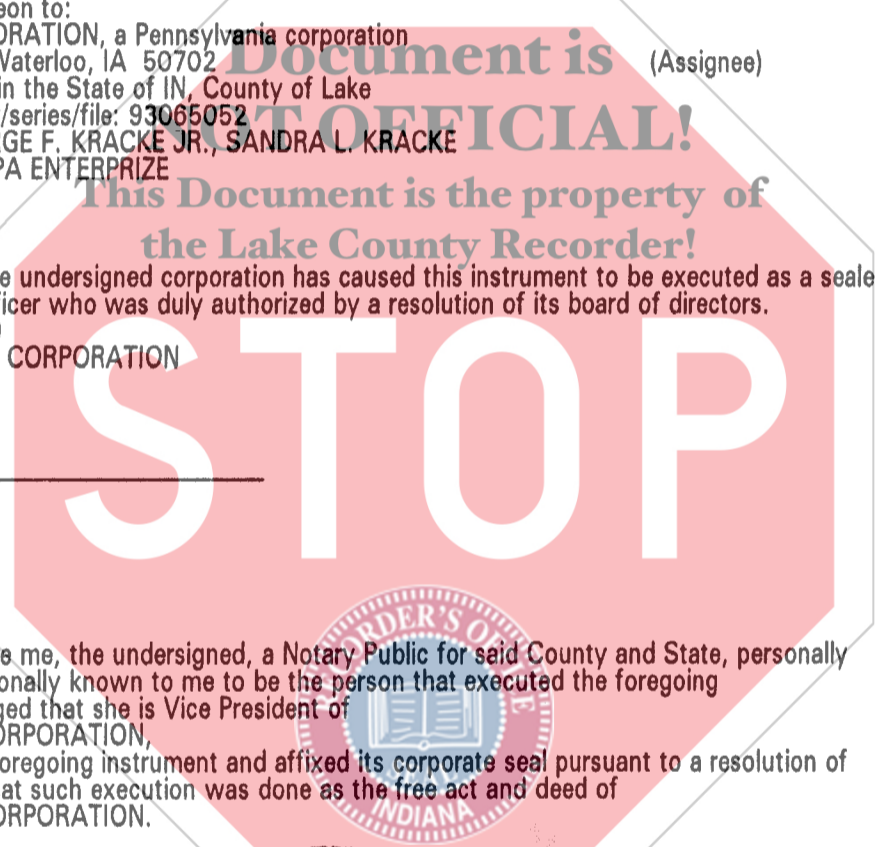 eon to:
ORATION, a Pennsylvania corporation
Waterloo, IA 50702
(Assignee)
in the State of IN, County of Lake
/series/file: 93065052
GE F. KRACKE JR., SANDRA L. KRACKE
PA ENTERPRIZE
Document is
NOT OFFICIAL!
This Document is the property of
the Lake County Recorder!
e undersigned corporation has caused this instrument to be executed as a seale
icer who was duly authorized by a resolution of its board of directors.
CORPORATION
STOP
e me, the undersigned, a Notary Public for said County and State, personally
onally known to me to be the person that executed the foregoing
ged that she is Vice President of
ORPORATION,
oregoing instrument and affixed its corporate seal pursuant to a resolution of
at such execution was done as the free act and deed of
ORPORATION.
RECORDER'S OFFICE
SEAL
INDIANA